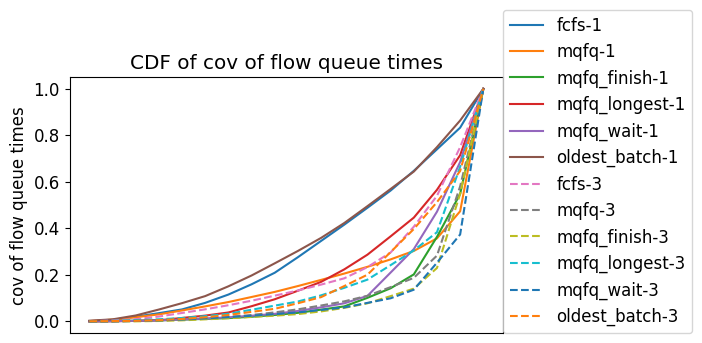 CDF of cov of flow queue times
cov of flow queue times
1.0
0.8
0.6
0.4
0.2
0.0
fcfs-1
mqfq-1
mqfq_finish-1
mqfq_longest-1
mqfq_wait-1
oldest_batch-1
fcfs-3
mqfq-3
mqfq_finish-3
mqfq_longest-3
mqfq_wait-3
oldest_batch-3